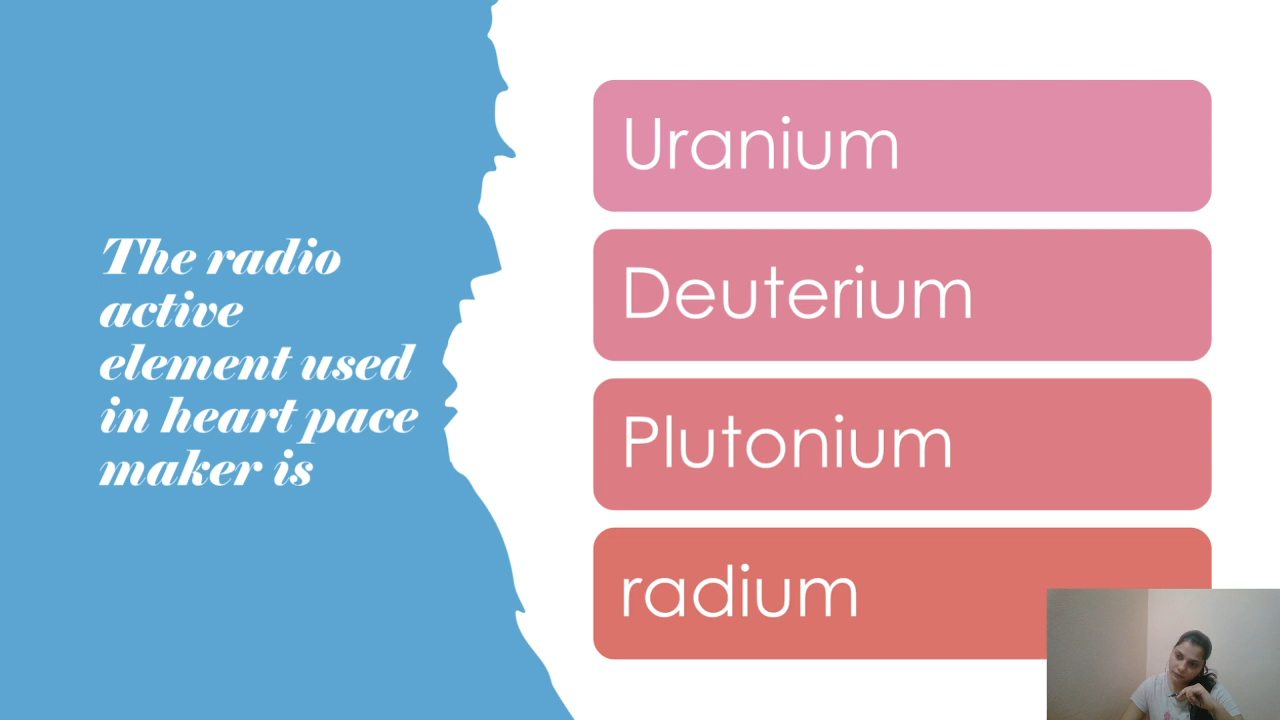 The radio
active
element used
in heart pace
maker is
Uranium
Deuterium
Plutonium
radium